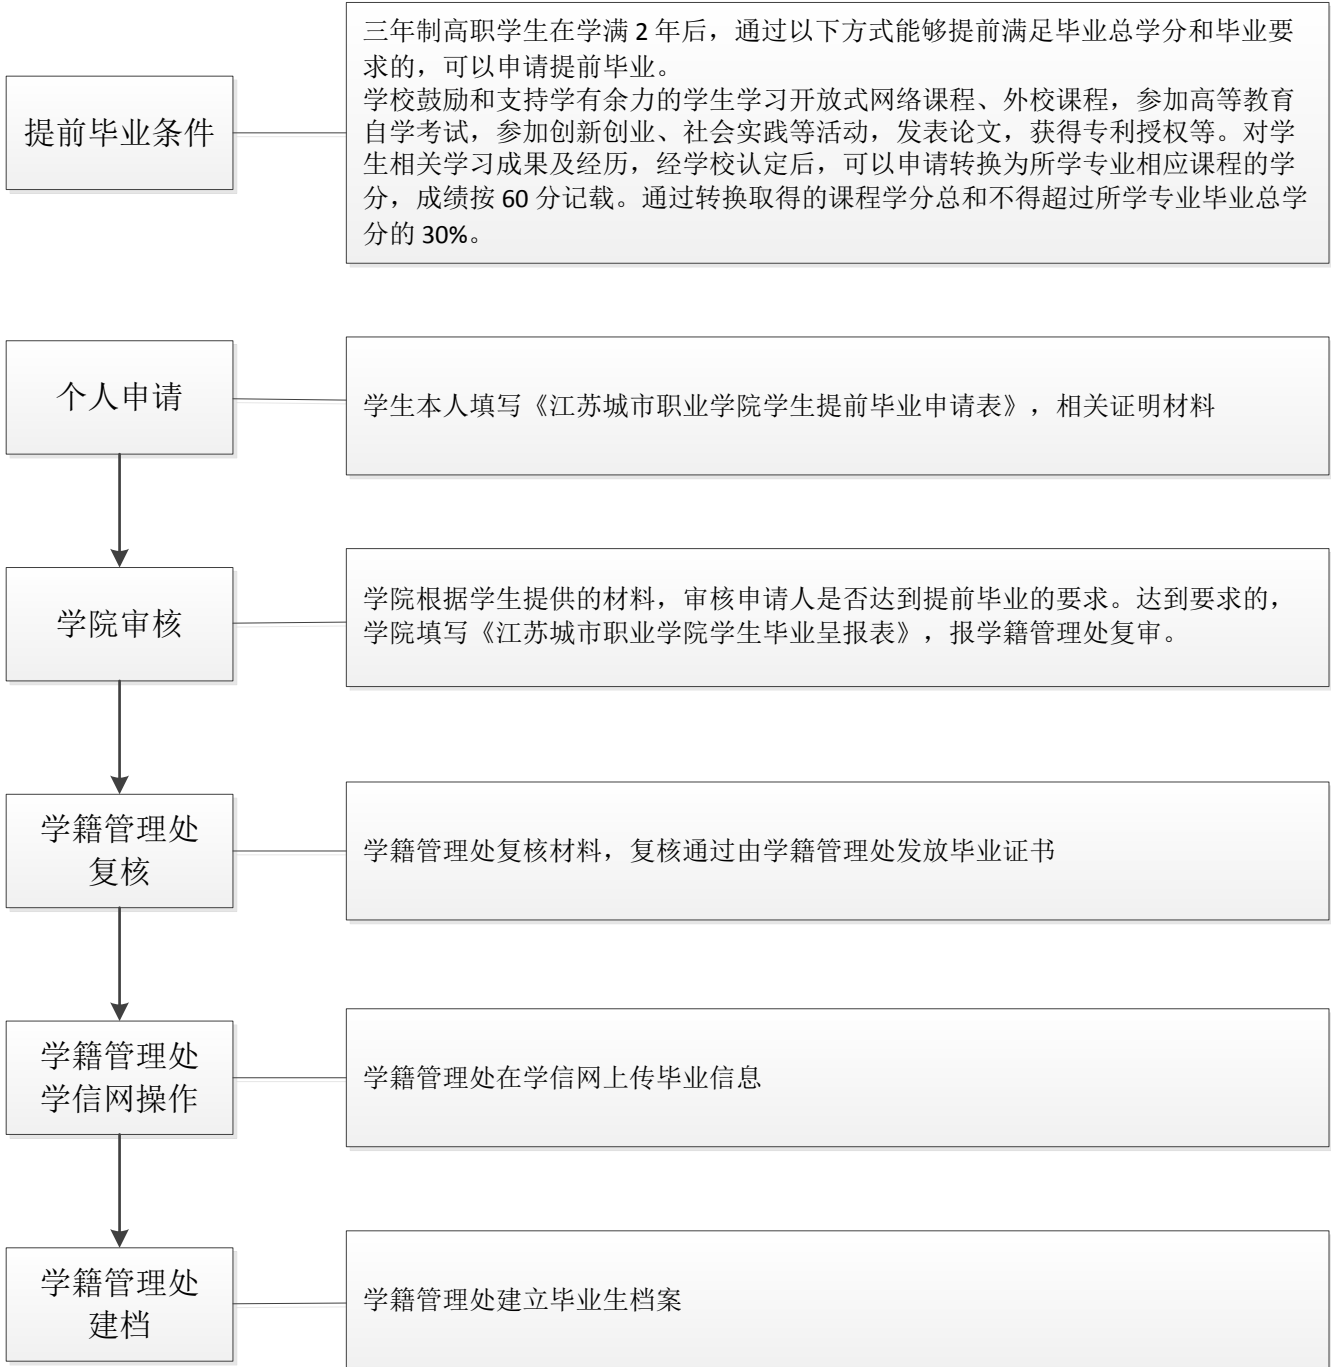 提前毕业条件
三年制高职学生在学满 2 年后，通过以下方式能够提前满足毕业总学分和毕业要
求的，可以申请提前毕业。
学校鼓励和支持学有余力的学生学习开放式网络课程、外校课程，参加高等教育
自学考试，参加创新创业、社会实践等活动，发表论文，获得专利授权等。对学
生相关学习成果及经历，经学校认定后，可以申请转换为所学专业相应课程的学
分，成绩按 60 分记载。通过转换取得的课程学分总和不得超过所学专业毕业总学
分的 30%。
个人申请
学生本人填写《江苏城市职业学院学生提前毕业申请表》，相关证明材料
学院审核
学院根据学生提供的材料，审核申请人是否达到提前毕业的要求。达到要求的，
学院填写《江苏城市职业学院学生毕业呈报表》，报学籍管理处复审。
学籍管理处
复核
学籍管理处复核材料，复核通过由学籍管理处发放毕业证书
学籍管理处
学信网操作
学籍管理处在学信网上传毕业信息
学籍管理处
建档
学籍管理处建立毕业生档案